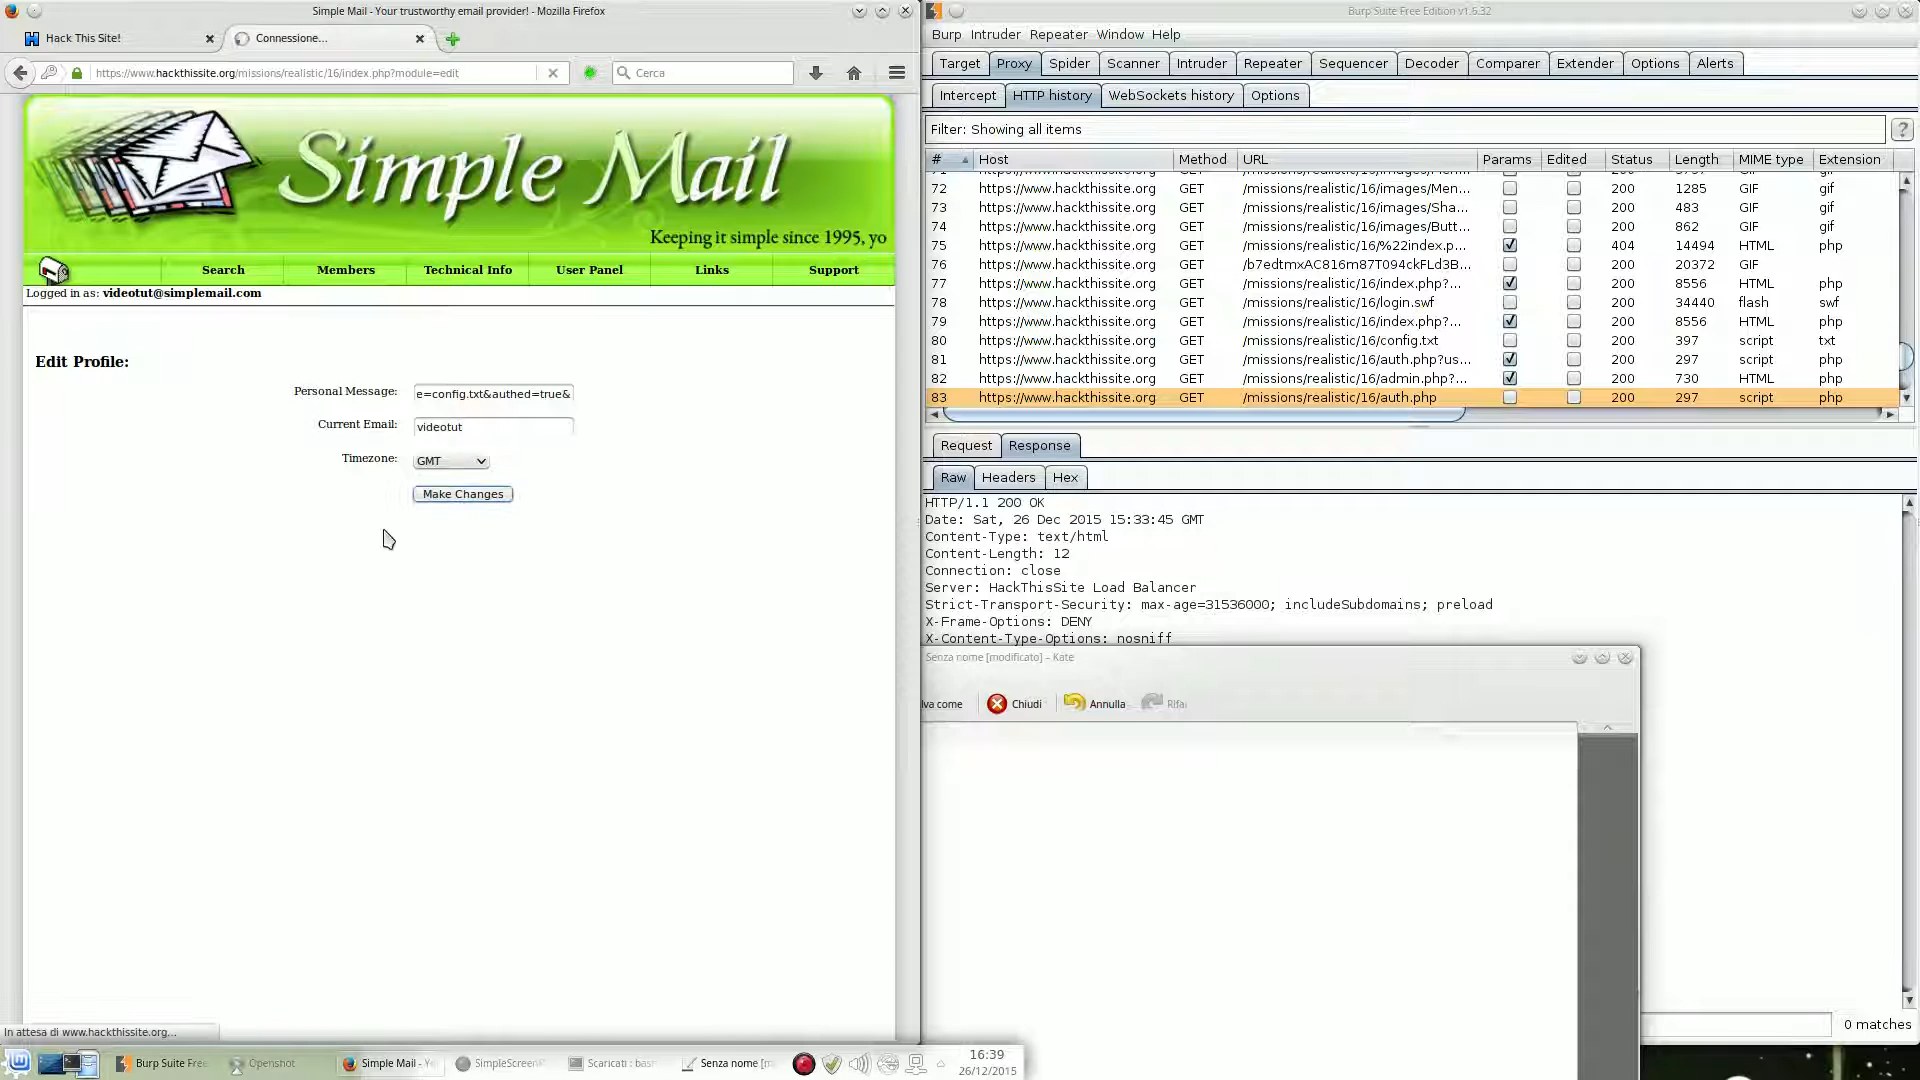 Simple Mail - Your trustworthy email provider! - Mozilla Firefox
Hack This Site!
Connessione...
https://www.hackthissite.org/missions/realistic/16/index.php?module=edit
Cerca
Simple Mail
Keeping it simple since 1995, yo
Search Members Technical Info User Panel Links Support
Logged in as: videotut@simplemail.com
Edit Profile:
Personal Message: e=config.txt&authed=true&
Current Email: videotut
Timezone: GMT
Make Changes
In attesa di www.hackthissite.org...
Burp Suite Free Edition v1.6.32
Burp Intruder Repeater Window Help
Target Proxy Spider Scanner Intruder Repeater Sequencer Decoder Comparer Extender Options Alerts
Intercept HTTP history WebSockets history Options
Filter: Showing all items ?
# Host Method URL Params Edited Status Length MIME type Extension
72 https://www.hackthissite.org GET /missions/realistic/16/images/Men... 200 1285 GIF gif
73 https://www.hackthissite.org GET /missions/realistic/16/images/Sha... 200 483 GIF gif
74 https://www.hackthissite.org GET /missions/realistic/16/images/Butt... 200 862 GIF gif
75 https://www.hackthissite.org GET /missions/realistic/16/%22index.p... 404 14494 HTML php
76 https://www.hackthissite.org GET /b7edtmxAC816m87T094ckFLd3B... 200 20372 GIF
77 https://www.hackthissite.org GET /missions/realistic/16/index.php?... 200 8556 HTML php
78 https://www.hackthissite.org GET /missions/realistic/16/login.swf 200 34440 flash swf
79 https://www.hackthissite.org GET /missions/realistic/16/index.php?... 200 8556 HTML php
80 https://www.hackthissite.org GET /missions/realistic/16/config.txt 200 397 script txt
81 https://www.hackthissite.org GET /missions/realistic/16/auth.php?us... 200 297 script php
82 https://www.hackthissite.org GET /missions/realistic/16/admin.php?... 200 730 HTML php
83 https://www.hackthissite.org GET /missions/realistic/16/auth.php 200 297 script php
Request Response
Raw Headers Hex
HTTP/1.1 200 OK
Date: Sat, 26 Dec 2015 15:33:45 GMT
Content-Type: text/html
Content-Length: 12
Connection: close
Server: HackThisSite Load Balancer
Strict-Transport-Security: max-age=31536000; includeSubdomains; preload
X-Frame-Options: DENY
X-Content-Type-Options: nosniff
Senza nome [modificato] – Kate
lva come Chiudi Annulla Rifai
0 matches
Burp Suite Free Openshot Simple Mail - Yo SimpleScreenR Scaricati : bas Senza nome [m
16:39
26/12/2015